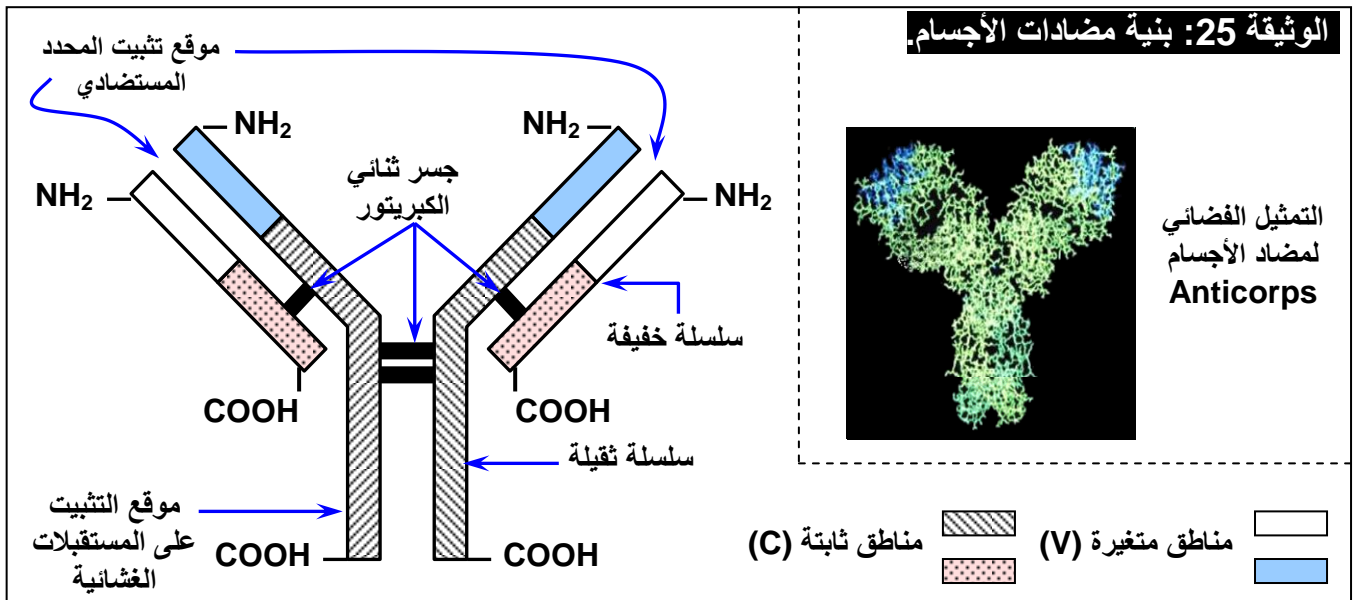 الوثيقة 25: بنية مضادات الأجسام.
موقع تثبيت المحدد
المستضادي
NH₂
NH₂
NH₂
NH₂
جسر ثنائي
الكبريتور
سلسلة خفيفة
COOH
COOH
سلسلة ثقيلة
موقع التثبيت
على المستقبلات
الغشائية
COOH
COOH
التمثيل الفضائي
لمضاد الأجسام
Anticorps
مناطق متغيرة (V)
مناطق ثابتة (C)